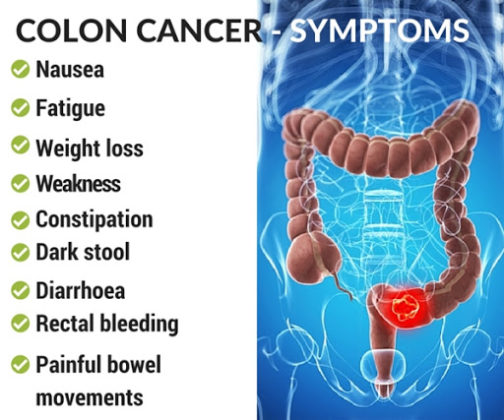 COLON CANCER - SYMPTOMS
Nausea
Fatigue
Weight loss
Weakness
Constipation
Dark stool
Diarrhoea
Rectal bleeding
Painful bowel
movements